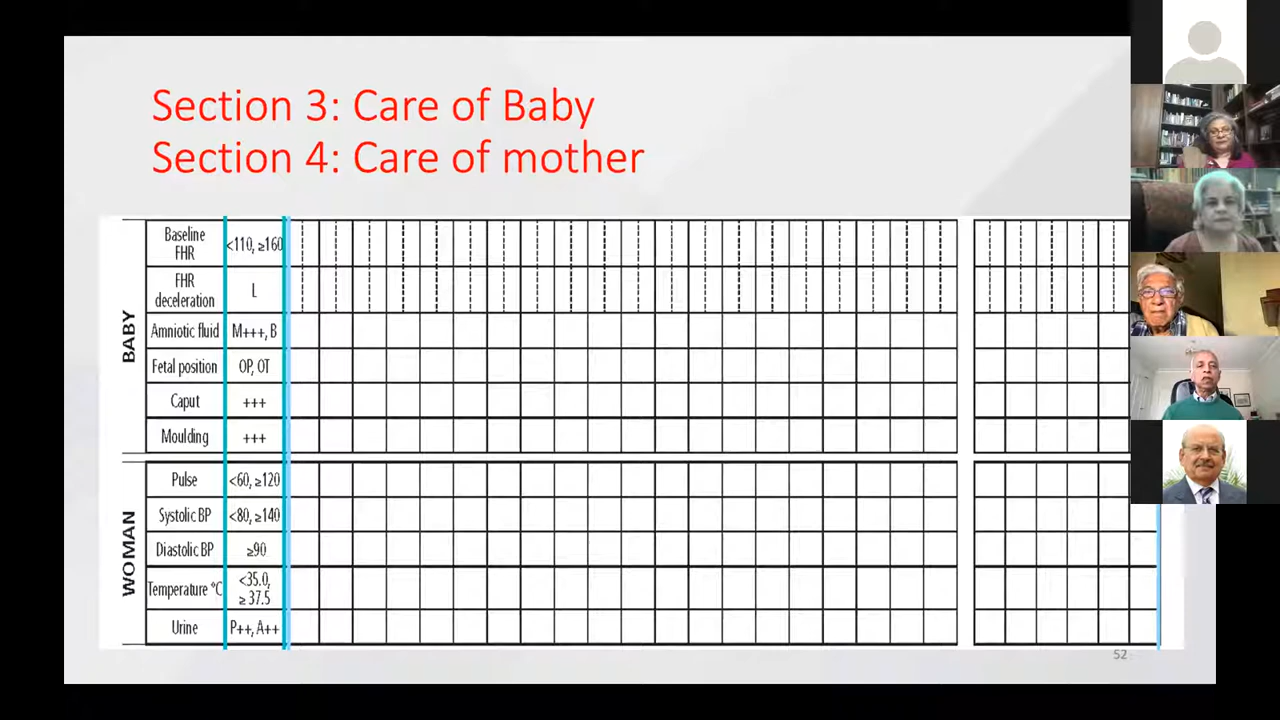 Section 3: Care of Baby
Section 4: Care of mother
BABY
Baseline
FHR
<110, ≥160
FHR
deceleration
L
Amniotic fluid
M+++, B
Fetal position
OP, OT
Caput
+++
Moulding
+++
WOMAN
Pulse
<60, ≥120
Systolic BP
<80, ≥140
Diastolic BP
≥90
Temperature °C
<35.0,
≥ 37.5
Urine
P++, A++
52